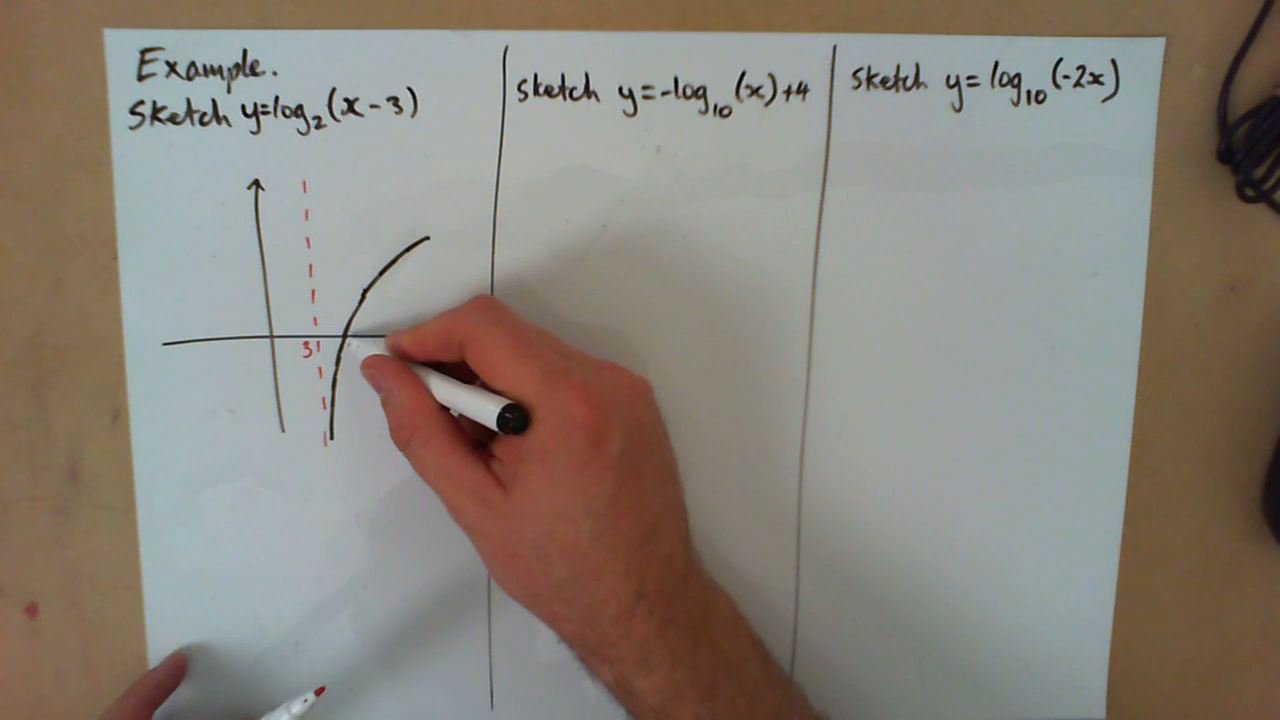 Example.
Sketch y=log₂(x-3)
3
Sketch y=-log₁₀(x)+4
Sketch y=log₁₀(-2x)